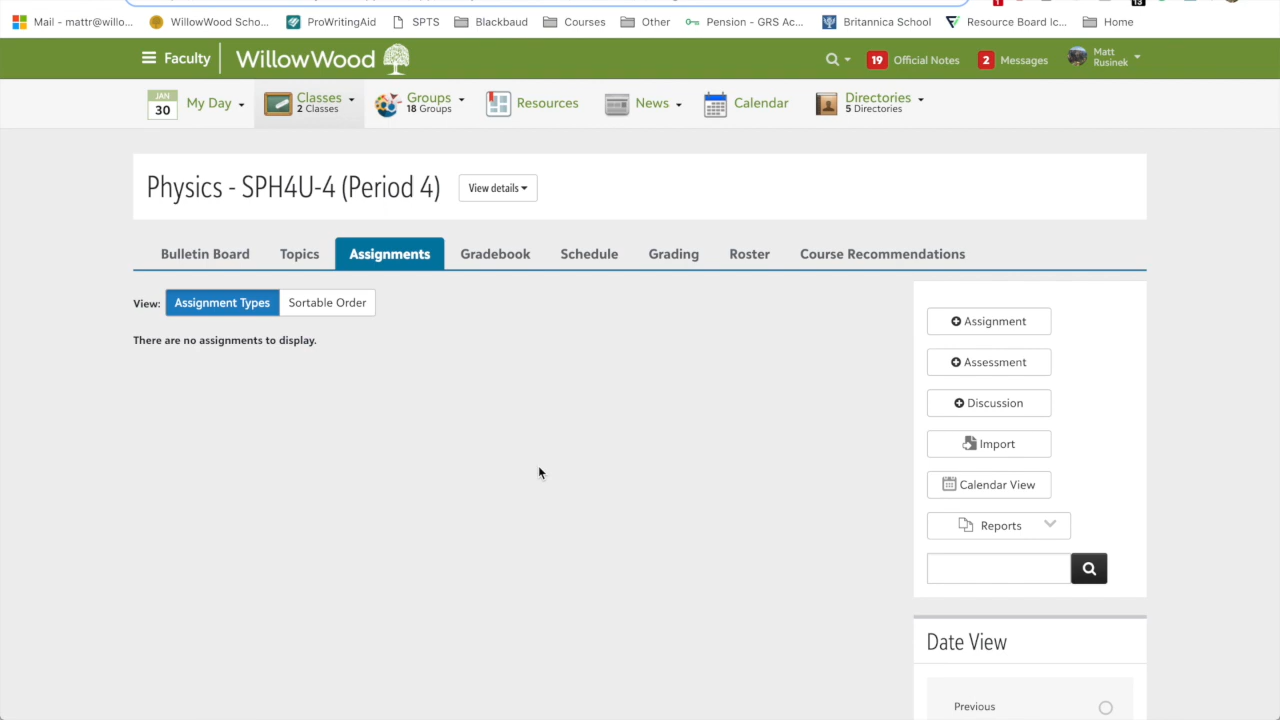 Mail - mattr@willo... WillowWood Scho... ProWritingAid SPTS Blackbaud Courses Other Pension - GRS Ac... Britannica School Resource Board Ic... Home
Faculty WillowWood 19 Official Notes 2 Messages Matt Rusinek
JAN 30 My Day Classes 2 Classes Groups 18 Groups Resources News Calendar Directories 5 Directories
Physics - SPH4U-4 (Period 4) View details
Bulletin Board Topics Assignments Gradebook Schedule Grading Roster Course Recommendations
View: Assignment Types Sortable Order
There are no assignments to display.
Assignment
Assessment
Discussion
Import
Calendar View
Reports
Date View
Previous